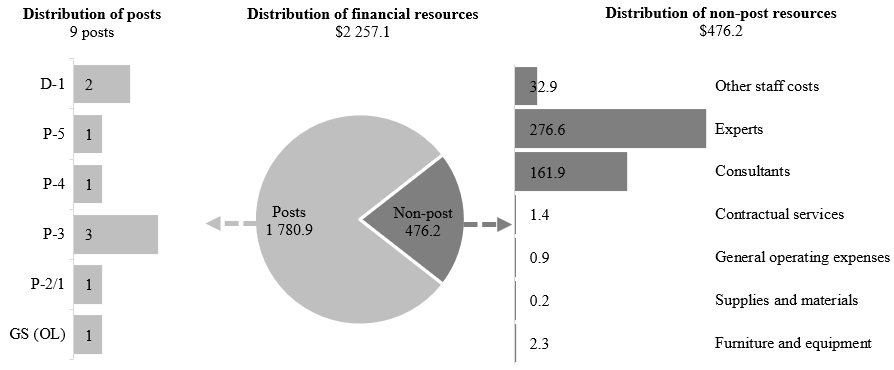 Distribution of posts
9 posts
D-1
2
P-5
1
P-4
1
P-3
3
P-2/1
1
GS (OL)
1
Distribution of financial resources
$2 257.1
Posts
1 780.9
Non-post
476.2
Distribution of non-post resources
$476.2
32.9 Other staff costs
276.6 Experts
161.9 Consultants
1.4 Contractual services
0.9 General operating expenses
0.2 Supplies and materials
2.3 Furniture and equipment